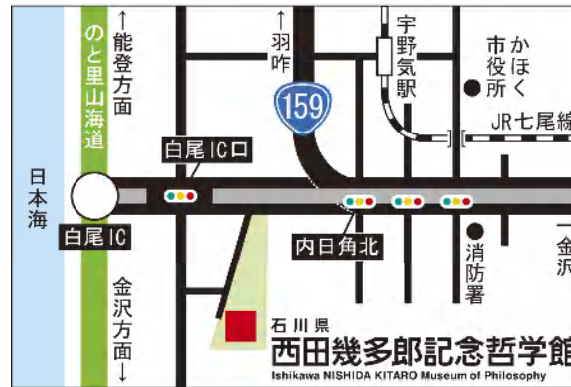 日本海
のと里山海道
←能登方面
金沢方面→
白尾IC
白尾IC口
←羽咋
159
内日角北
宇野気駅
かほく
市役所
JR七尾線
消防署
金沢
石川県
西田幾多郎記念哲学館
Ishikawa NISHIDA KITARO Museum of Philosophy